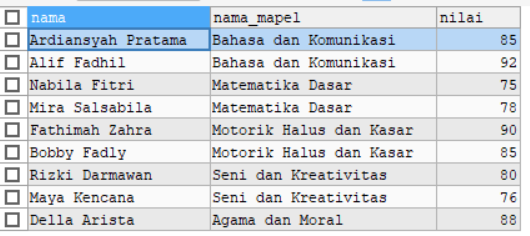 nama nama_mapel nilai
Ardiansyah Pratama Bahasa dan Komunikasi 85
Alif Fadhil Bahasa dan Komunikasi 92
Nabila Fitri Matematika Dasar 75
Mira Salsabila Matematika Dasar 78
Fathimah Zahra Motorik Halus dan Kasar 90
Bobby Fadly Motorik Halus dan Kasar 85
Rizki Darmawan Seni dan Kreativitas 80
Maya Kencana Seni dan Kreativitas 76
Della Arista Agama dan Moral 88